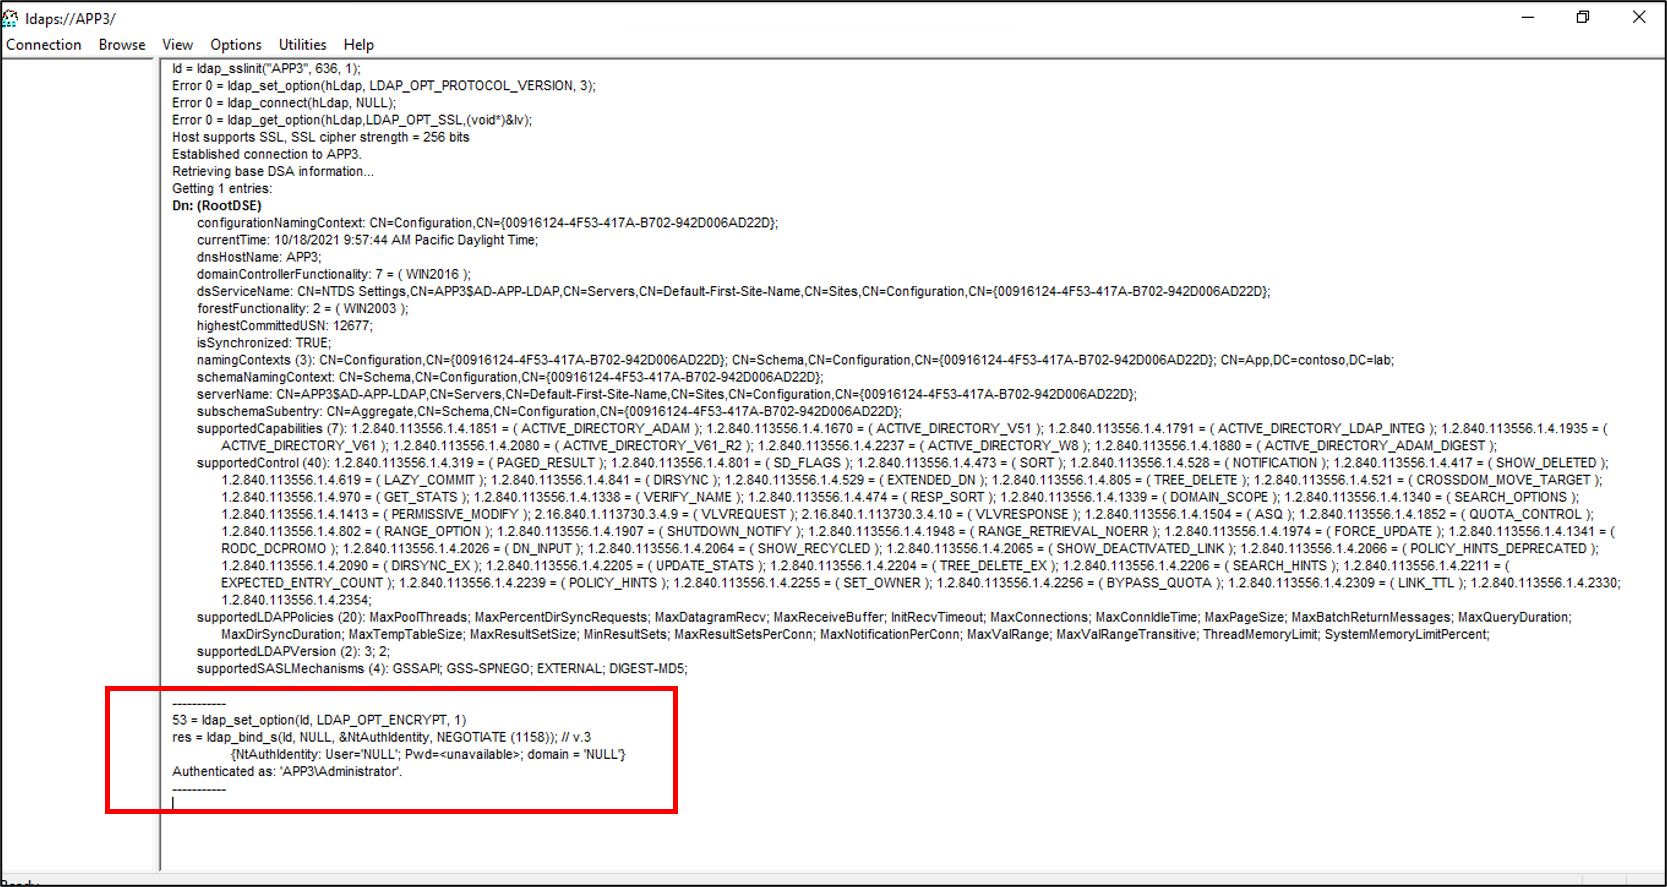 ldaps://APP3/
Connection Browse View Options Utilities Help
ld = ldap_sslinit("APP3", 636, 1);
Error 0 = ldap_set_option(hLdap, LDAP_OPT_PROTOCOL_VERSION, 3);
Error 0 = ldap_connect(hLdap, NULL);
Error 0 = ldap_get_option(hLdap,LDAP_OPT_SSL,(void*)&lv);
Host supports SSL, SSL cipher strength = 256 bits
Established connection to APP3.
Retrieving base DSA information...
Getting 1 entries:
Dn: (RootDSE)
configurationNamingContext: CN=Configuration,CN={00916124-4F53-417A-B702-942D006AD22D};
currentTime: 10/18/2021 9:57:44 AM Pacific Daylight Time;
dnsHostName: APP3;
domainControllerFunctionality: 7 = ( WIN2016 );
dsServiceName: CN=NTDS Settings,CN=APP3$AD-APP-LDAP,CN=Servers,CN=Default-First-Site-Name,CN=Sites,CN=Configuration,CN={00916124-4F53-417A-B702-942D006AD22D};
forestFunctionality: 2 = ( WIN2003 );
highestCommittedUSN: 12677;
isSynchronized: TRUE;
namingContexts (3): CN=Configuration,CN={00916124-4F53-417A-B702-942D006AD22D}; CN=Schema,CN=Configuration,CN={00916124-4F53-417A-B702-942D006AD22D}; CN=App,DC=contoso,DC=lab;
schemaNamingContext: CN=Schema,CN=Configuration,CN={00916124-4F53-417A-B702-942D006AD22D};
serverName: CN=APP3$AD-APP-LDAP,CN=Servers,CN=Default-First-Site-Name,CN=Sites,CN=Configuration,CN={00916124-4F53-417A-B702-942D006AD22D};
subschemaSubentry: CN=Aggregate,CN=Schema,CN=Configuration,CN={00916124-4F53-417A-B702-942D006AD22D};
supportedCapabilities (7): 1.2.840.113556.1.4.1851 = ( ACTIVE_DIRECTORY_ADAM ); 1.2.840.113556.1.4.1670 = ( ACTIVE_DIRECTORY_V51 ); 1.2.840.113556.1.4.1791 = ( ACTIVE_DIRECTORY_LDAP_INTEG ); 1.2.840.113556.1.4.1935 = (
ACTIVE_DIRECTORY_V61 ); 1.2.840.113556.1.4.2080 = ( ACTIVE_DIRECTORY_V61_R2 ); 1.2.840.113556.1.4.2237 = ( ACTIVE_DIRECTORY_W8 ); 1.2.840.113556.1.4.1880 = ( ACTIVE_DIRECTORY_ADAM_DIGEST );
supportedControl (40): 1.2.840.113556.1.4.319 = ( PAGED_RESULT ); 1.2.840.113556.1.4.801 = ( SD_FLAGS ); 1.2.840.113556.1.4.473 = ( SORT ); 1.2.840.113556.1.4.528 = ( NOTIFICATION ); 1.2.840.113556.1.4.417 = ( SHOW_DELETED );
1.2.840.113556.1.4.619 = ( LAZY_COMMIT ); 1.2.840.113556.1.4.841 = ( DIRSYNC ); 1.2.840.113556.1.4.529 = ( EXTENDED_DN ); 1.2.840.113556.1.4.805 = ( TREE_DELETE ); 1.2.840.113556.1.4.521 = ( CROSSDOM_MOVE_TARGET );
1.2.840.113556.1.4.970 = ( GET_STATS ); 1.2.840.113556.1.4.1338 = ( VERIFY_NAME ); 1.2.840.113556.1.4.474 = ( RESP_SORT ); 1.2.840.113556.1.4.1339 = ( DOMAIN_SCOPE ); 1.2.840.113556.1.4.1340 = ( SEARCH_OPTIONS );
1.2.840.113556.1.4.1413 = ( PERMISSIVE_MODIFY ); 2.16.840.1.113730.3.4.9 = ( VLVREQUEST ); 2.16.840.1.113730.3.4.10 = ( VLVRESPONSE ); 1.2.840.113556.1.4.1504 = ( ASQ ); 1.2.840.113556.1.4.1852 = ( QUOTA_CONTROL );
1.2.840.113556.1.4.802 = ( RANGE_OPTION ); 1.2.840.113556.1.4.1907 = ( SHUTDOWN_NOTIFY ); 1.2.840.113556.1.4.1948 = ( RANGE_RETRIEVAL_NOERR ); 1.2.840.113556.1.4.1974 = ( FORCE_UPDATE ); 1.2.840.113556.1.4.1341 = (
RODC_DCPROMO ); 1.2.840.113556.1.4.2026 = ( DN_INPUT ); 1.2.840.113556.1.4.2064 = ( SHOW_RECYCLED ); 1.2.840.113556.1.4.2065 = ( SHOW_DEACTIVATED_LINK ); 1.2.840.113556.1.4.2066 = ( POLICY_HINTS_DEPRECATED );
1.2.840.113556.1.4.2090 = ( DIRSYNC_EX ); 1.2.840.113556.1.4.2205 = ( UPDATE_STATS ); 1.2.840.113556.1.4.2204 = ( TREE_DELETE_EX ); 1.2.840.113556.1.4.2206 = ( SEARCH_HINTS ); 1.2.840.113556.1.4.2211 = (
EXPECTED_ENTRY_COUNT ); 1.2.840.113556.1.4.2239 = ( POLICY_HINTS ); 1.2.840.113556.1.4.2255 = ( SET_OWNER ); 1.2.840.113556.1.4.2256 = ( BYPASS_QUOTA ); 1.2.840.113556.1.4.2309 = ( LINK_TTL ); 1.2.840.113556.1.4.2330;
1.2.840.113556.1.4.2354;
supportedLDAPPolicies (20): MaxPoolThreads; MaxPercentDirSyncRequests; MaxDatagramRecv; MaxReceiveBuffer; InitRecvTimeout; MaxConnections; MaxConnIdleTime; MaxPageSize; MaxBatchReturnMessages; MaxQueryDuration;
MaxDirSyncDuration; MaxTempTableSize; MaxResultSetSize; MinResultSets; MaxResultSetsPerConn; MaxNotificationPerConn; MaxValRange; MaxValRangeTransitive; ThreadMemoryLimit; SystemMemoryLimitPercent;
supportedLDAPVersion (2): 3; 2;
supportedSASLMechanisms (4): GSSAPI; GSS-SPNEGO; EXTERNAL; DIGEST-MD5;
-----------
53 = ldap_set_option(ld, LDAP_OPT_ENCRYPT, 1)
res = ldap_bind_s(ld, NULL, &NtAuthIdentity, NEGOTIATE (1158)); // v.3
{NtAuthIdentity: User='NULL'; Pwd=<unavailable>; domain = 'NULL'}
Authenticated as: 'APP3\Administrator'.
-----------